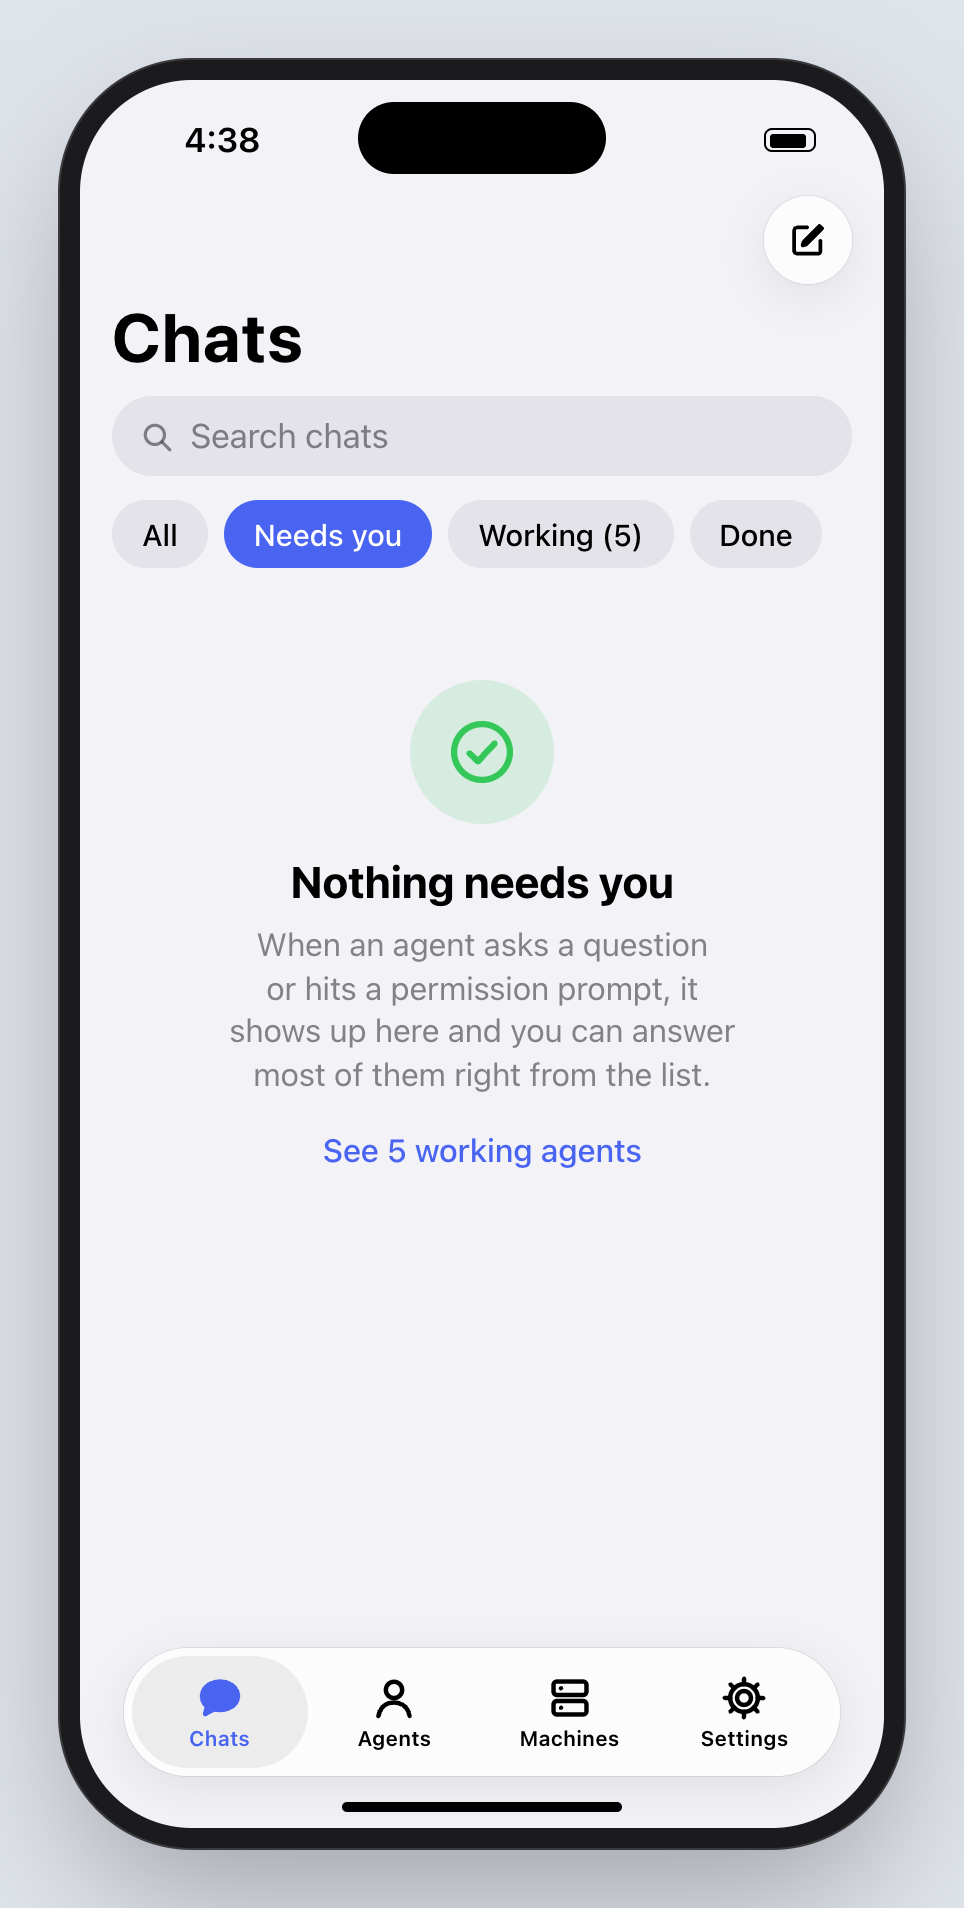 4:38
Chats
Search chats
All
Needs you
Working (5)
Done
Nothing needs you
When an agent asks a question
or hits a permission prompt, it
shows up here and you can answer
most of them right from the list.
See 5 working agents
Chats
Agents
Machines
Settings